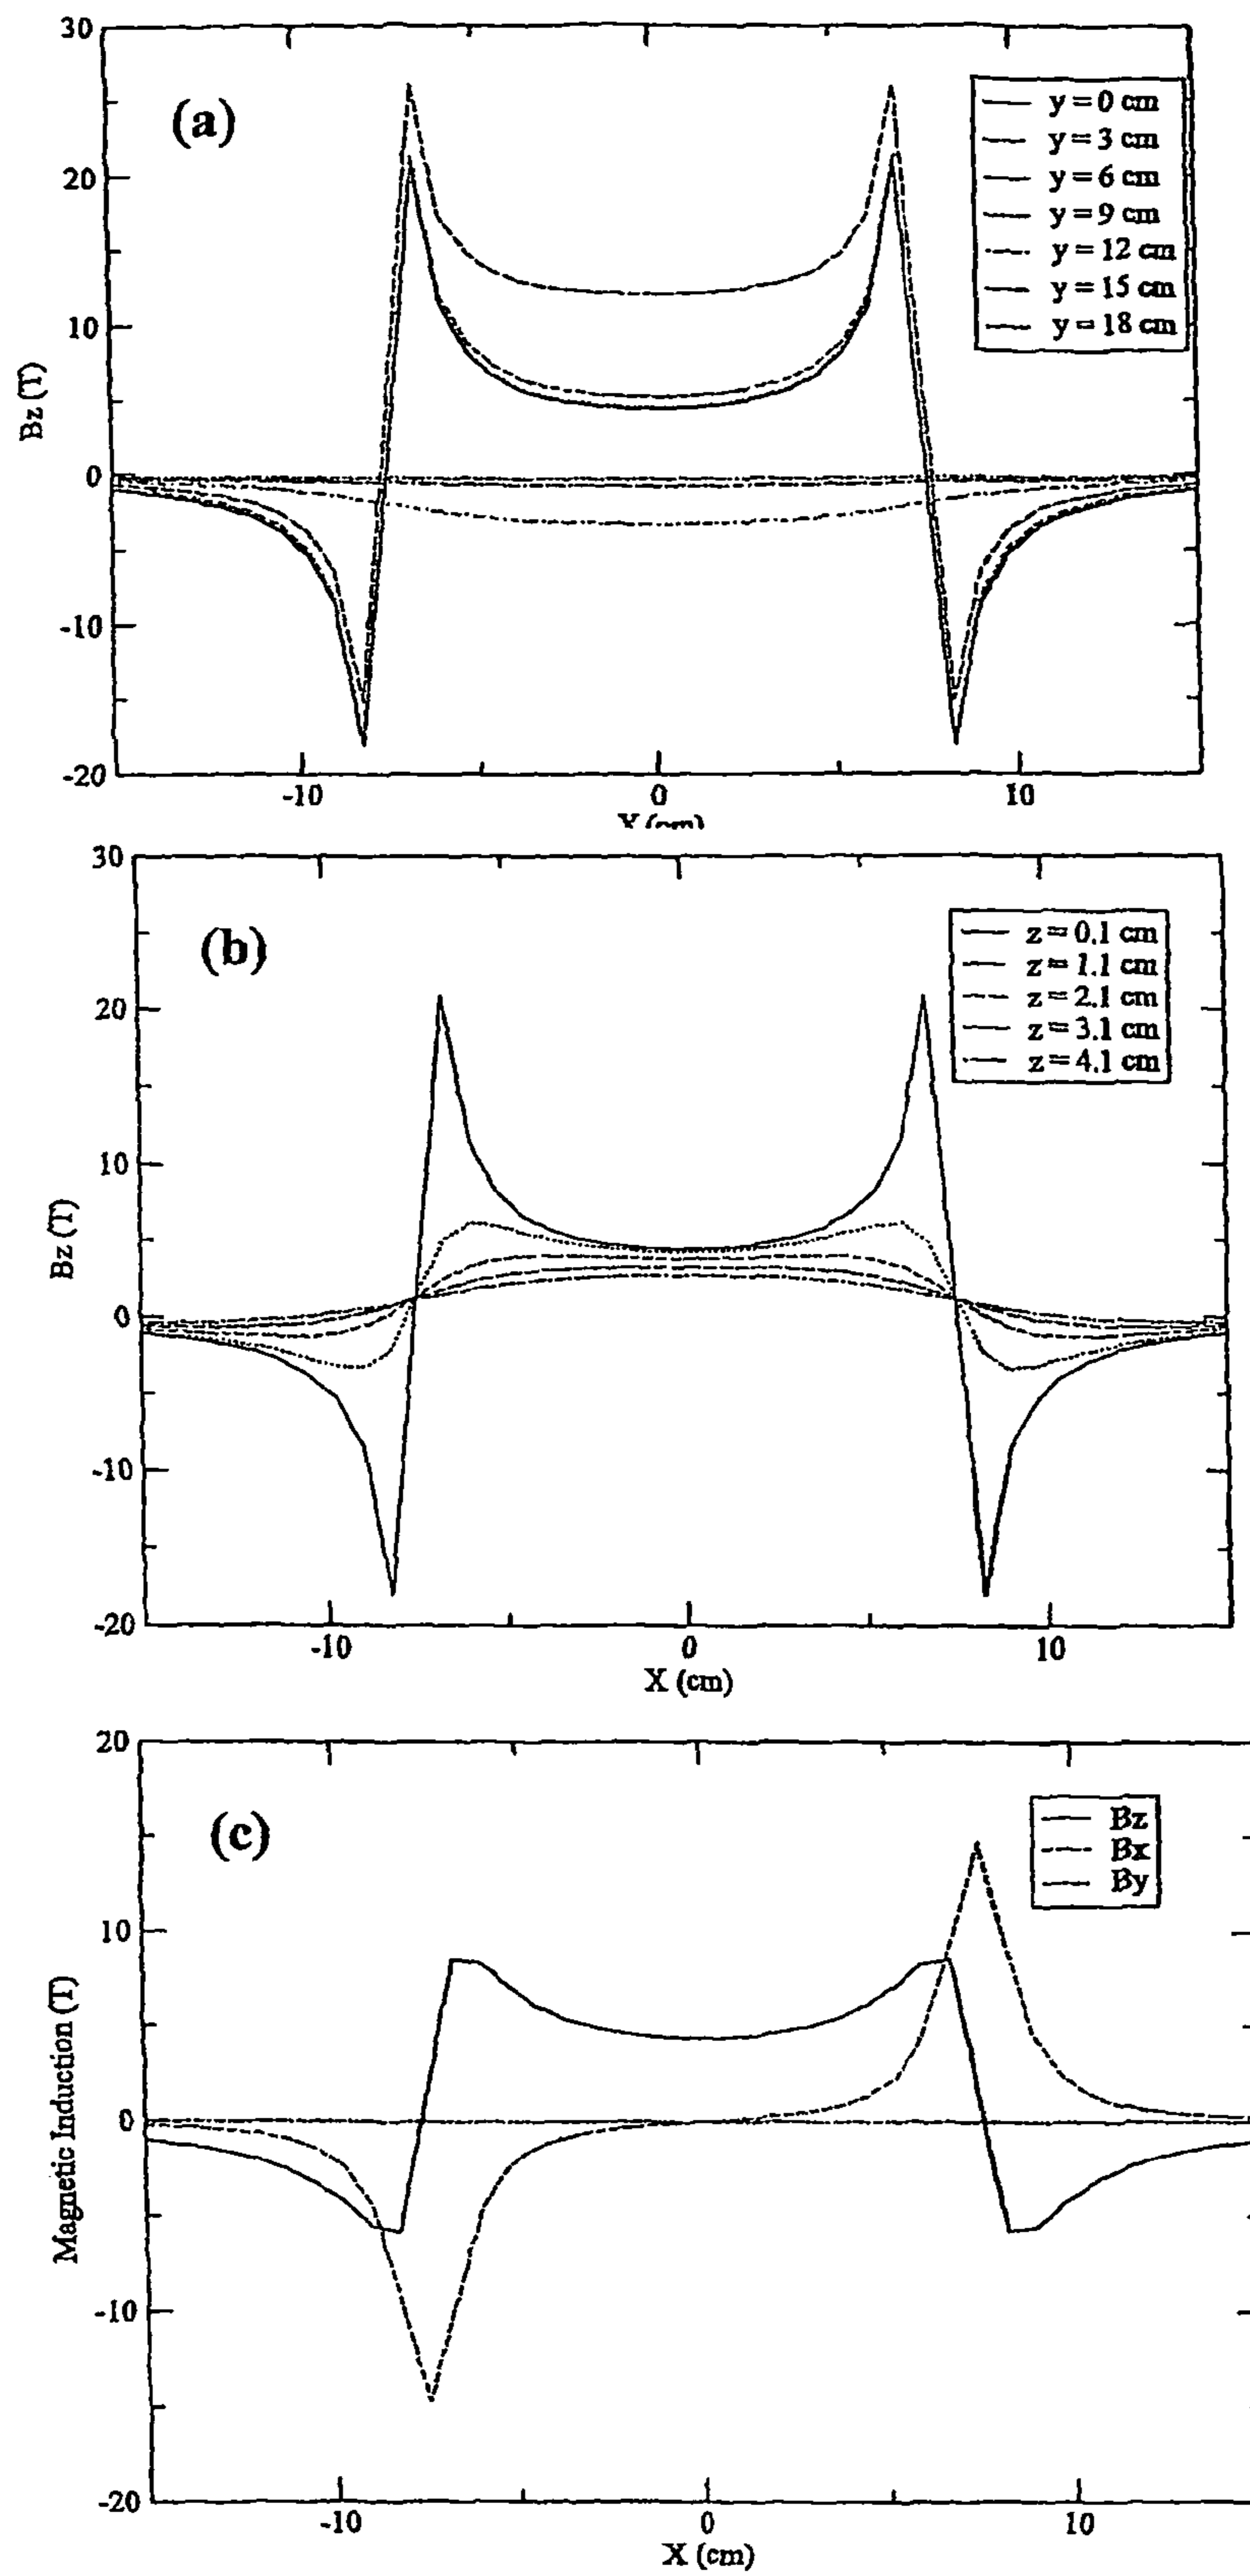 30
20
10
0
-10
-20
Bz (T)
(a)
y = 0 cm
y = 3 cm
y = 6 cm
y = 9 cm
y = 12 cm
y = 15 cm
y = 18 cm
-10 0 10
(cm)
30
20
10
0
-10
-20
Bz (T)
(b)
z = 0.1 cm
z = 1.1 cm
z = 2.1 cm
z = 3.1 cm
z = 4.1 cm
-10 0 10
X (cm)
20
10
0
-10
-20
Magnetic Induction (T)
(c)
Bz
Bx
By
-10 0 10
X (cm)